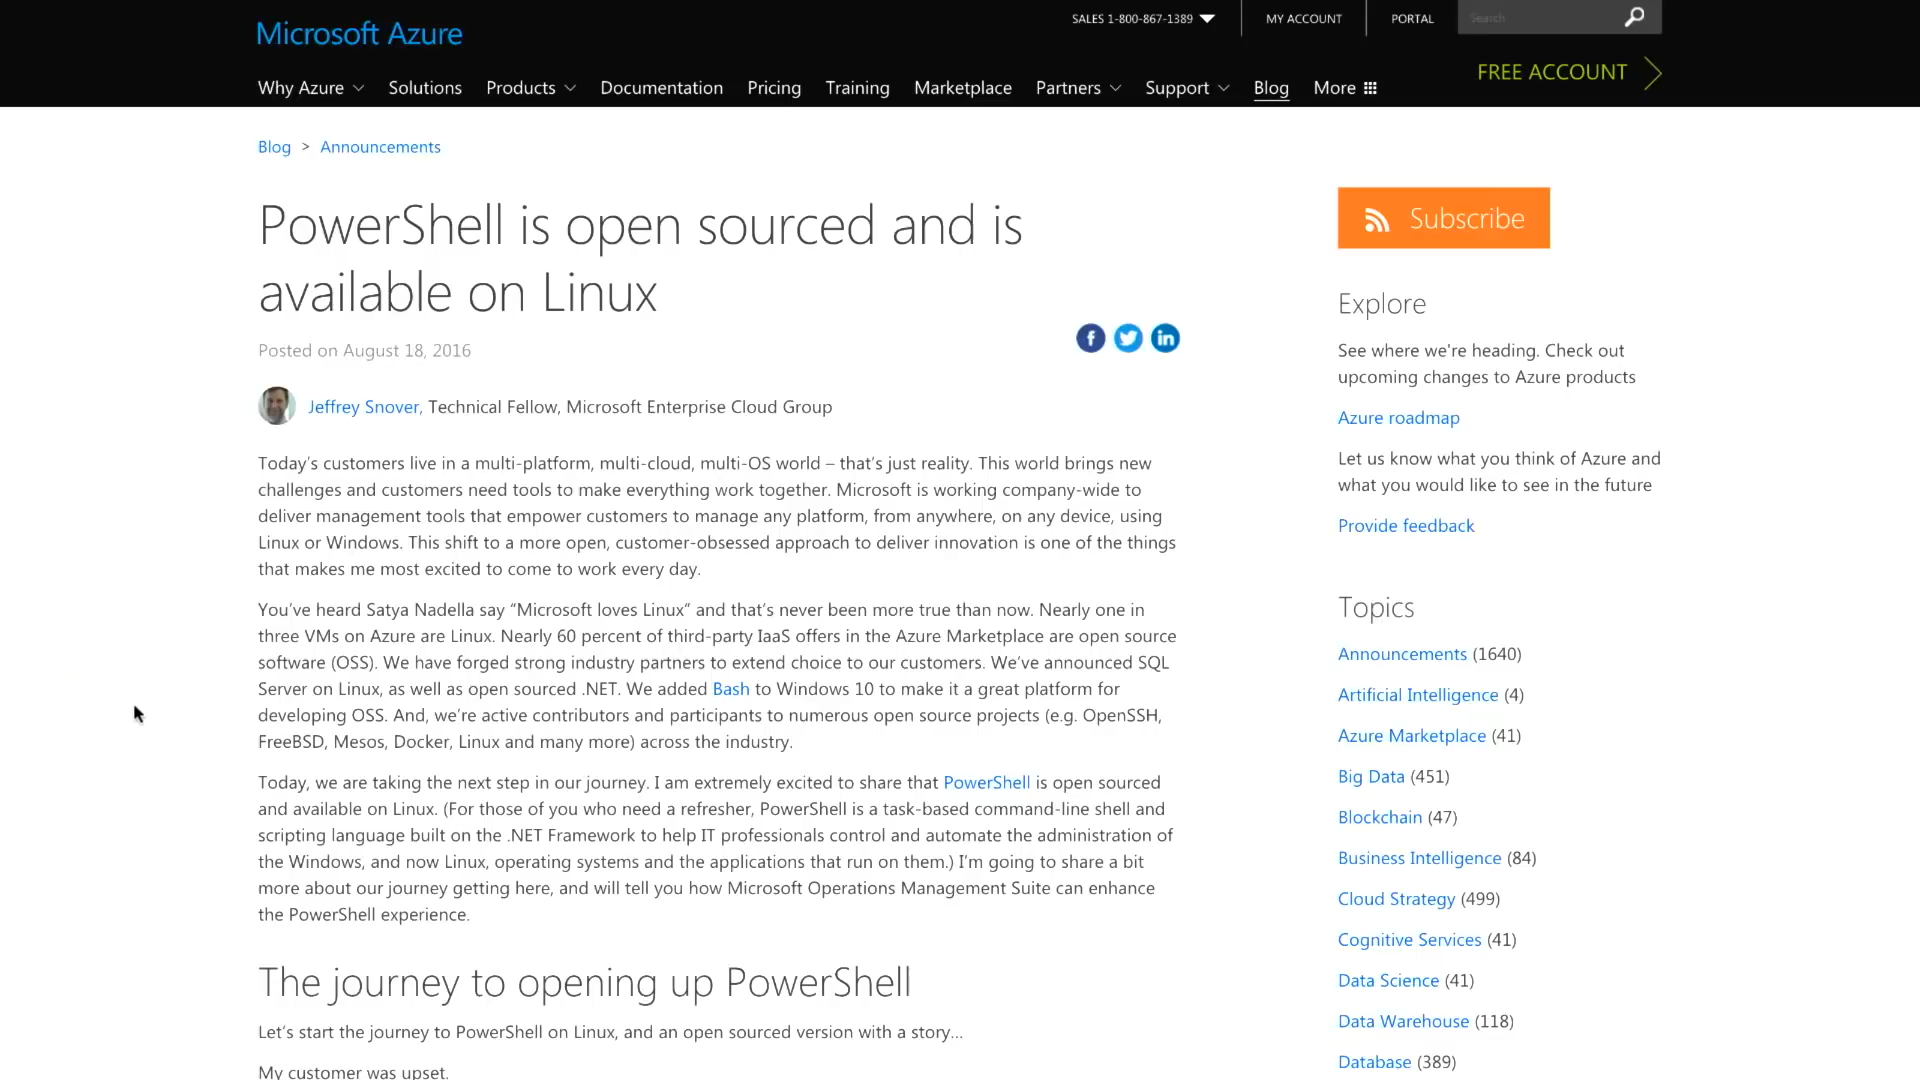 SALES 1-800-867-1389
MY ACCOUNT
PORTAL
Search
Microsoft Azure
FREE ACCOUNT
Why Azure
Solutions
Products
Documentation
Pricing
Training
Marketplace
Partners
Support
Blog
More
Blog > Announcements
PowerShell is open sourced and is
available on Linux
Posted on August 18, 2016
f
in
Jeffrey Snover, Technical Fellow, Microsoft Enterprise Cloud Group
Today’s customers live in a multi-platform, multi-cloud, multi-OS world – that’s just reality. This world brings new
challenges and customers need tools to make everything work together. Microsoft is working company-wide to
deliver management tools that empower customers to manage any platform, from anywhere, on any device, using
Linux or Windows. This shift to a more open, customer-obsessed approach to deliver innovation is one of the things
that makes me most excited to come to work every day.
You’ve heard Satya Nadella say “Microsoft loves Linux” and that’s never been more true than now. Nearly one in
three VMs on Azure are Linux. Nearly 60 percent of third-party IaaS offers in the Azure Marketplace are open source
software (OSS). We have forged strong industry partners to extend choice to our customers. We’ve announced SQL
Server on Linux, as well as open sourced .NET. We added Bash to Windows 10 to make it a great platform for
developing OSS. And, we’re active contributors and participants to numerous open source projects (e.g. OpenSSH,
FreeBSD, Mesos, Docker, Linux and many more) across the industry.
Today, we are taking the next step in our journey. I am extremely excited to share that PowerShell is open sourced
and available on Linux. (For those of you who need a refresher, PowerShell is a task-based command-line shell and
scripting language built on the .NET Framework to help IT professionals control and automate the administration of
the Windows, and now Linux, operating systems and the applications that run on them.) I’m going to share a bit
more about our journey getting here, and will tell you how Microsoft Operations Management Suite can enhance
the PowerShell experience.
The journey to opening up PowerShell
Let’s start the journey to PowerShell on Linux, and an open sourced version with a story…
My customer was upset.
Subscribe
Explore
See where we're heading. Check out
upcoming changes to Azure products
Azure roadmap
Let us know what you think of Azure and
what you would like to see in the future
Provide feedback
Topics
Announcements (1640)
Artificial Intelligence (4)
Azure Marketplace (41)
Big Data (451)
Blockchain (47)
Business Intelligence (84)
Cloud Strategy (499)
Cognitive Services (41)
Data Science (41)
Data Warehouse (118)
Database (389)